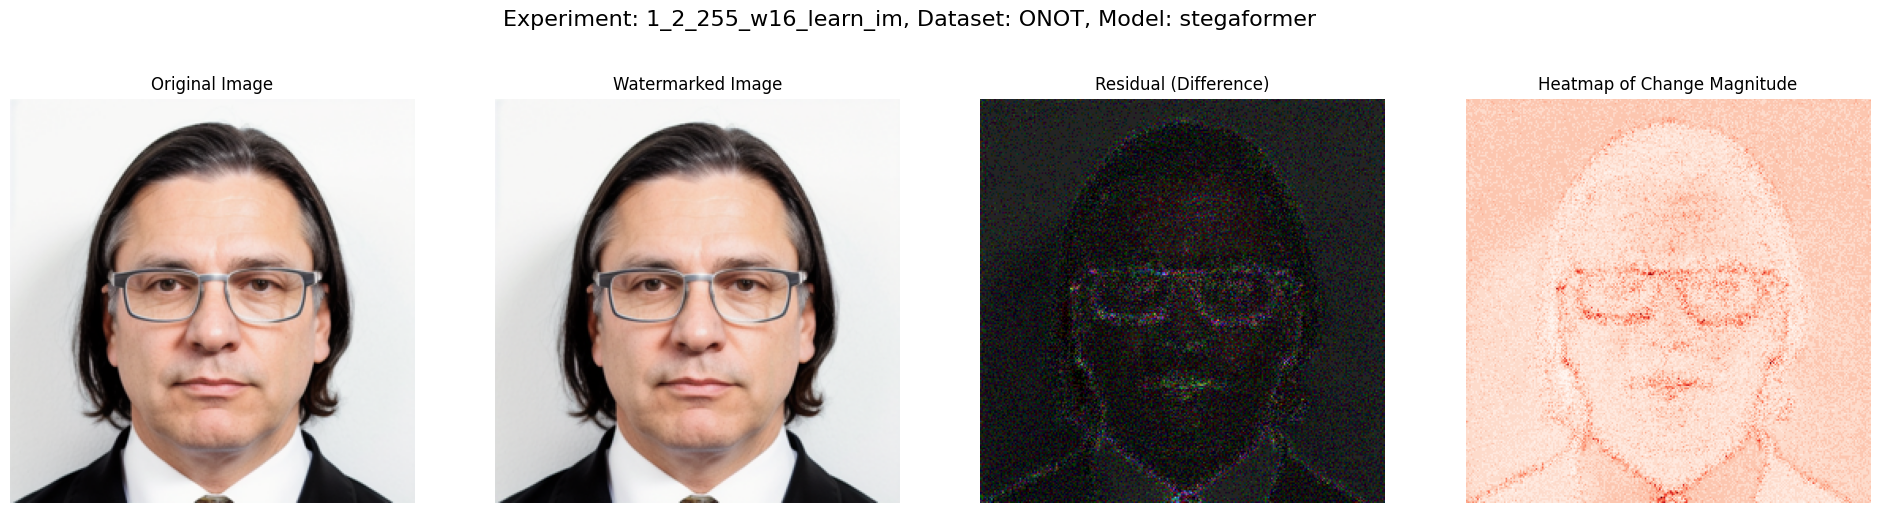 Experiment: 1_2_255_w16_learn_im, Dataset: ONOT, Model: stegaformer
Original Image
Watermarked Image
Residual (Difference)
Heatmap of Change Magnitude